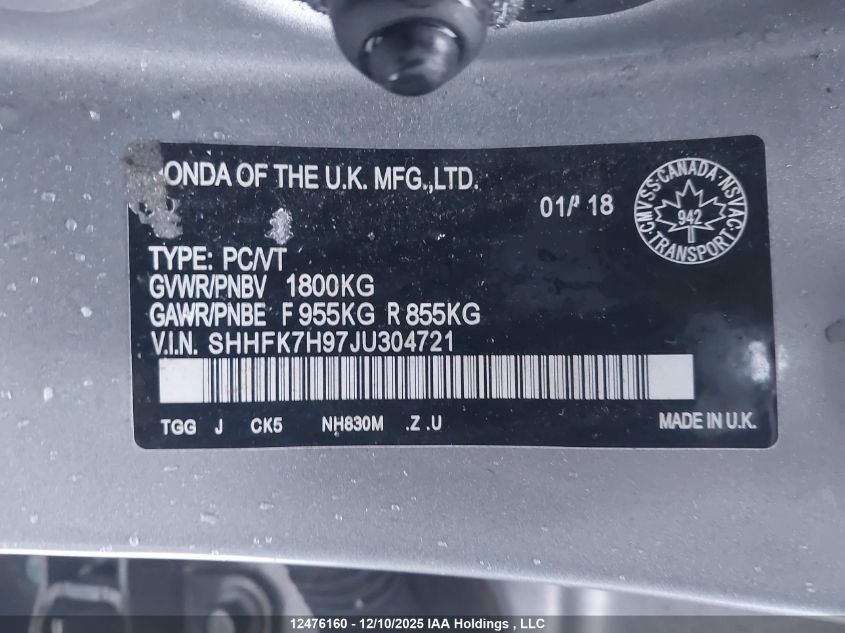 ONDA OF THE U.K. MFG.,LTD.
01/ 18
CMVSS·CANADA·NSVAC
942
TRANSPORT
TYPE: PC/VT
GVWR/PNBV 1800KG
GAWR/PNBE F 955KG R 855KG
V.I.N. SHHFK7H97JU304721
TGG J CK5 NH830M .Z .U
MADE IN U.K.
12476160 - 12/10/2025 IAA Holdings , LLC